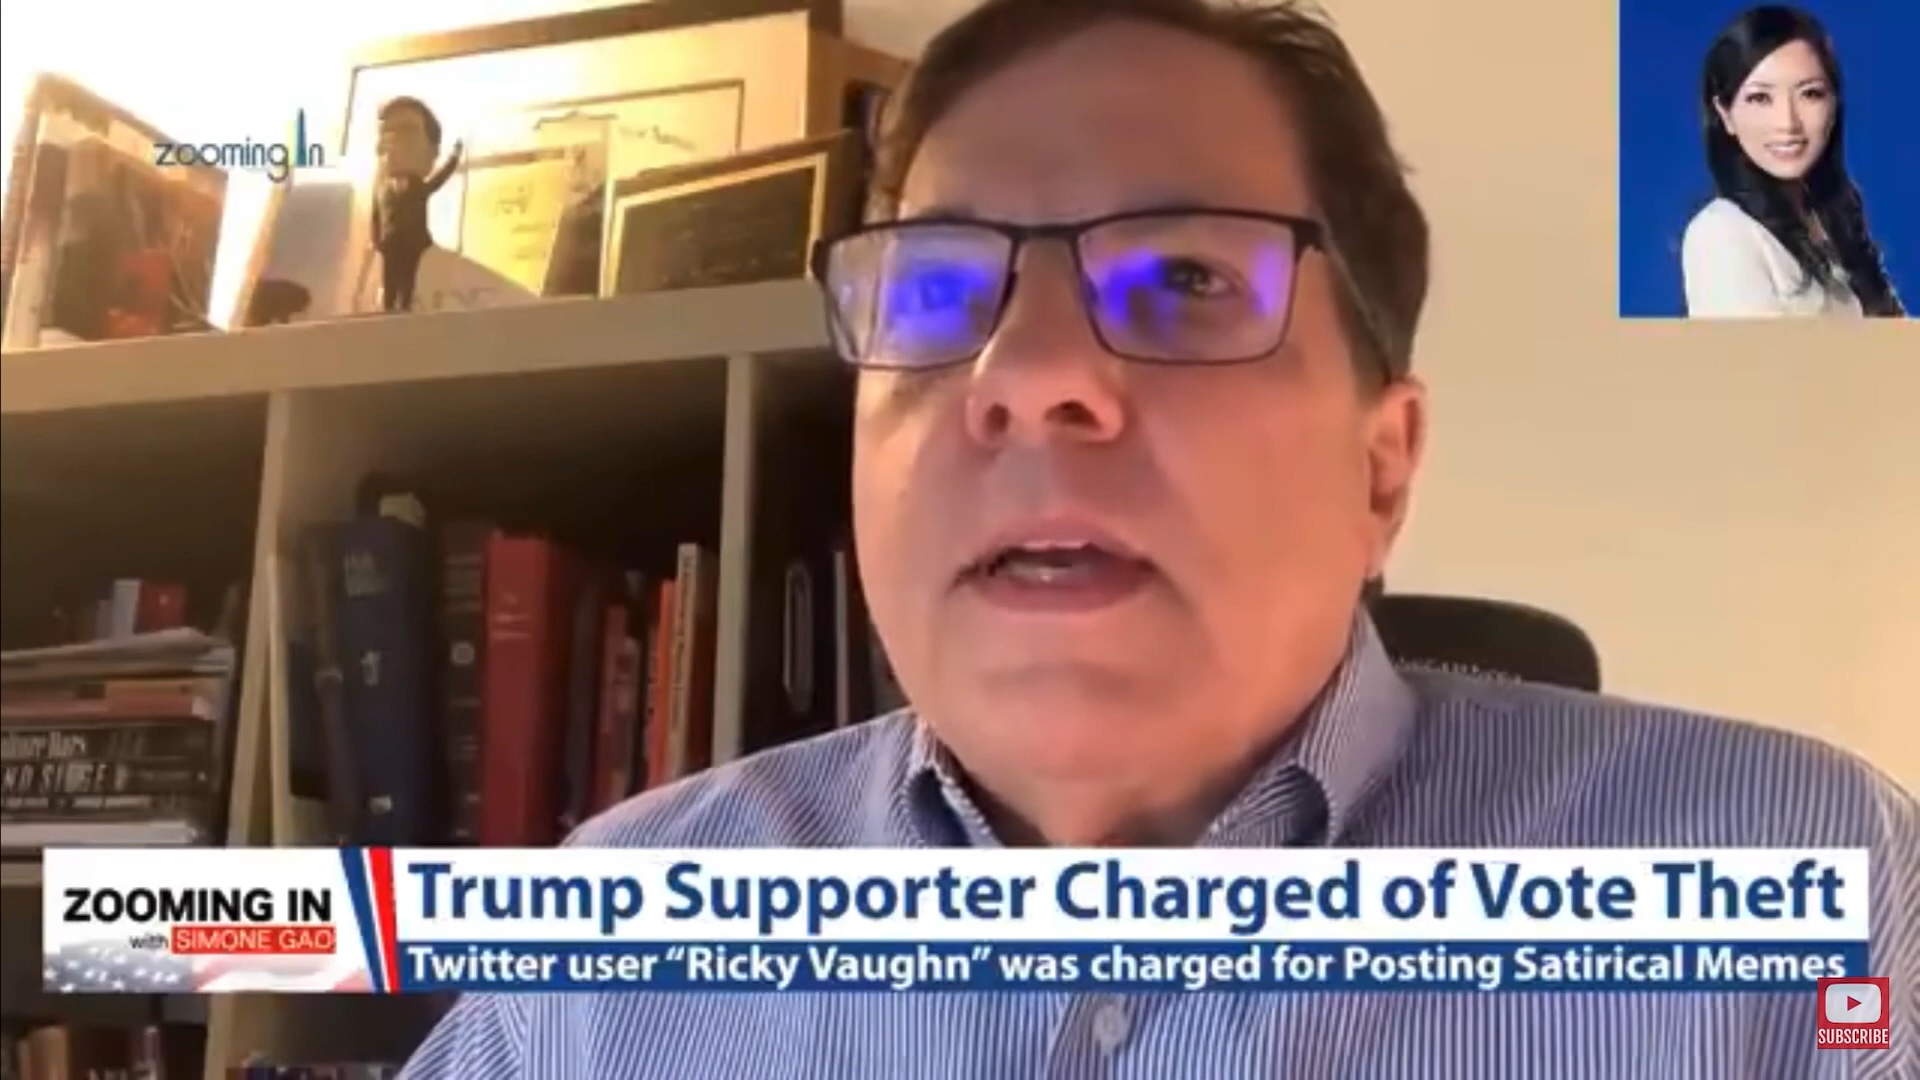 zooming In
ZOOMING IN
with SIMONE GAO
Trump Supporter Charged of Vote Theft
Twitter user “Ricky Vaughn” was charged for Posting Satirical Memes
SUBSCRIBE